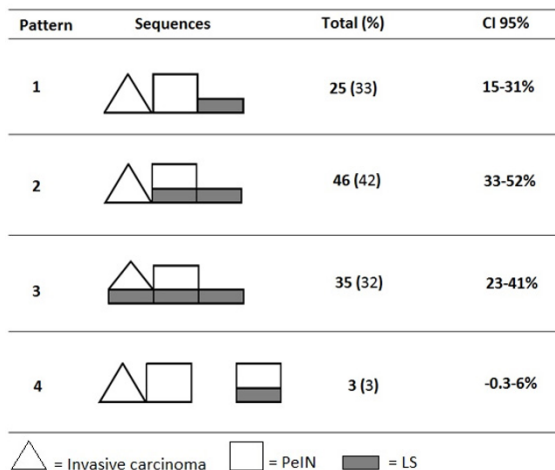 Pattern Sequences Total (%) CI 95%
1 25 (33) 15-31%
2 46 (42) 33-52%
3 35 (32) 23-41%
4 3 (3) -0.3-6%
= Invasive carcinoma = PeIN = LS